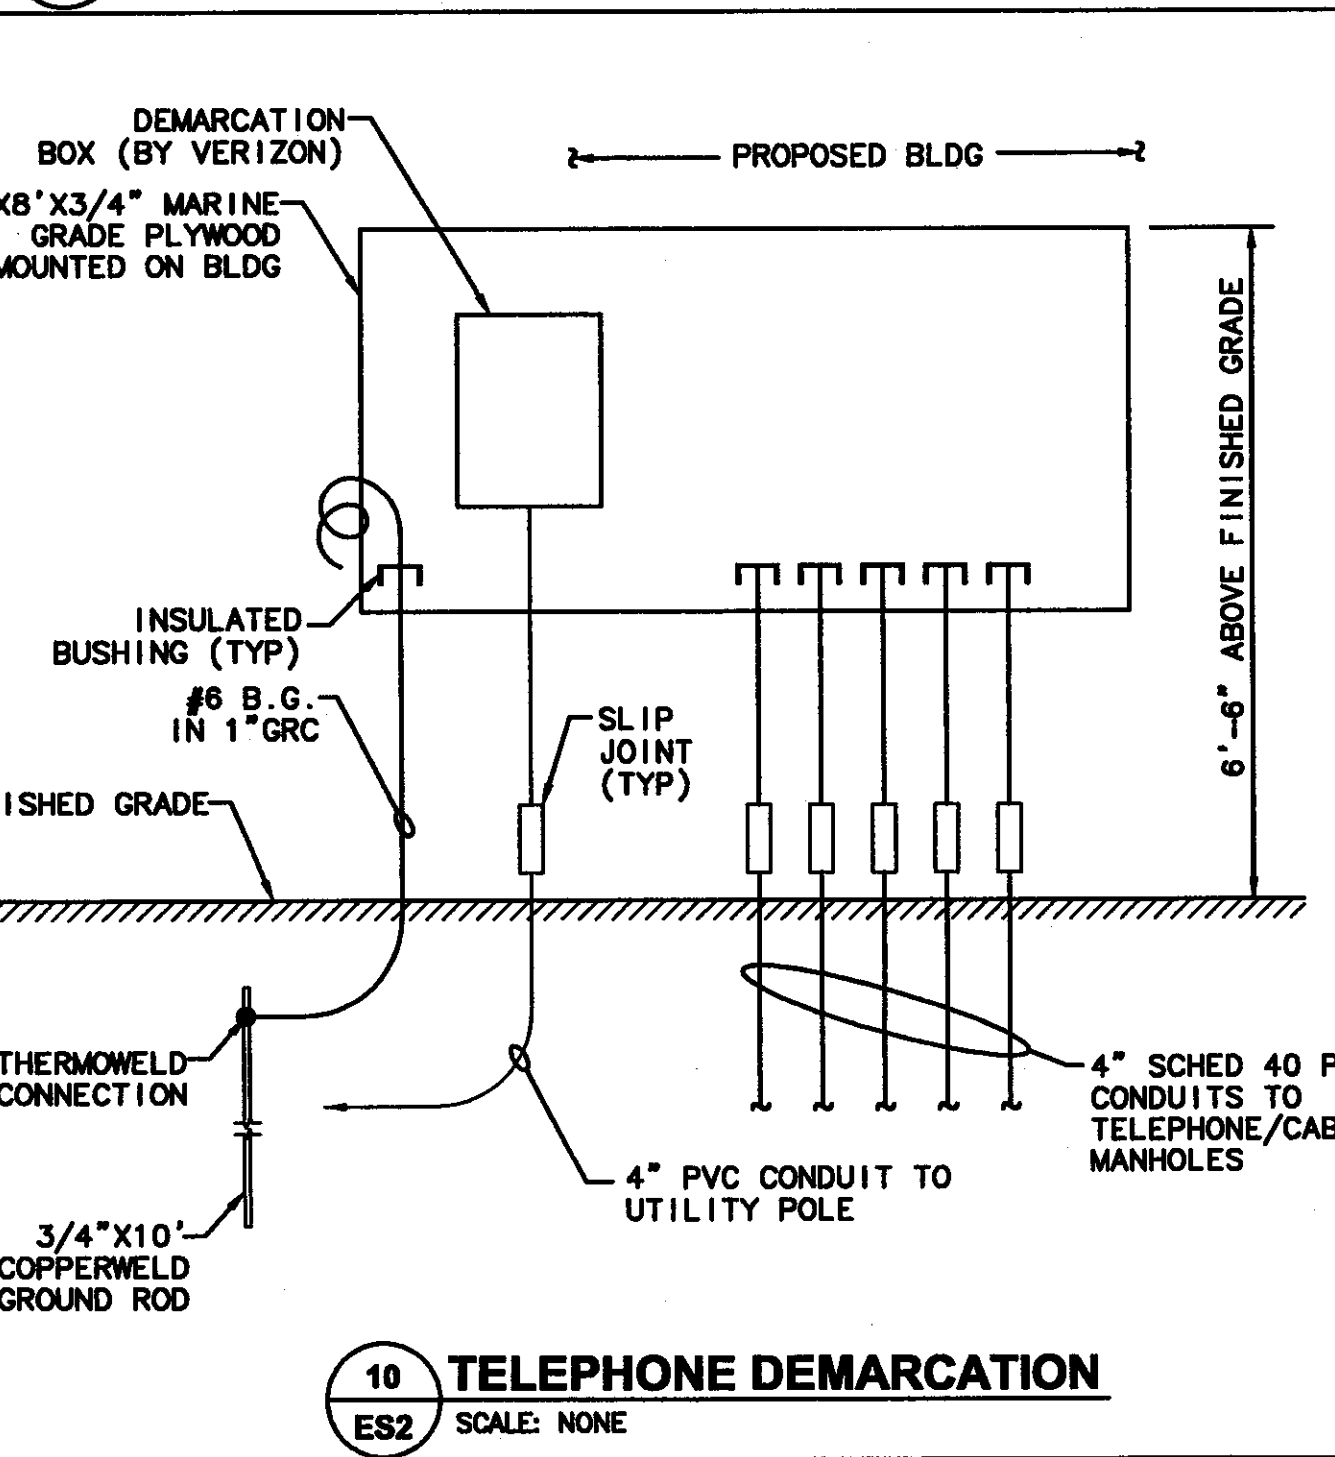 DEMARCATION
BOX (BY VERIZON)
PROPOSED BLDG
X8'X3/4" MARINE
GRADE PLYWOOD
MOUNTED ON BLDG
6'-6" ABOVE FINISHED GRADE
INSULATED
BUSHING (TYP)
#6 B.G.
IN 1"GRC
SLIP
JOINT
(TYP)
ISHED GRADE
THERMOWELD
CONNECTION
4" SCHED 40 P
CONDUITS TO
TELEPHONE/CAB
MANHOLES
4" PVC CONDUIT TO
UTILITY POLE
3/4"X10'
COPPERWELD
GROUND ROD
10
ES2
TELEPHONE DEMARCATION
SCALE: NONE